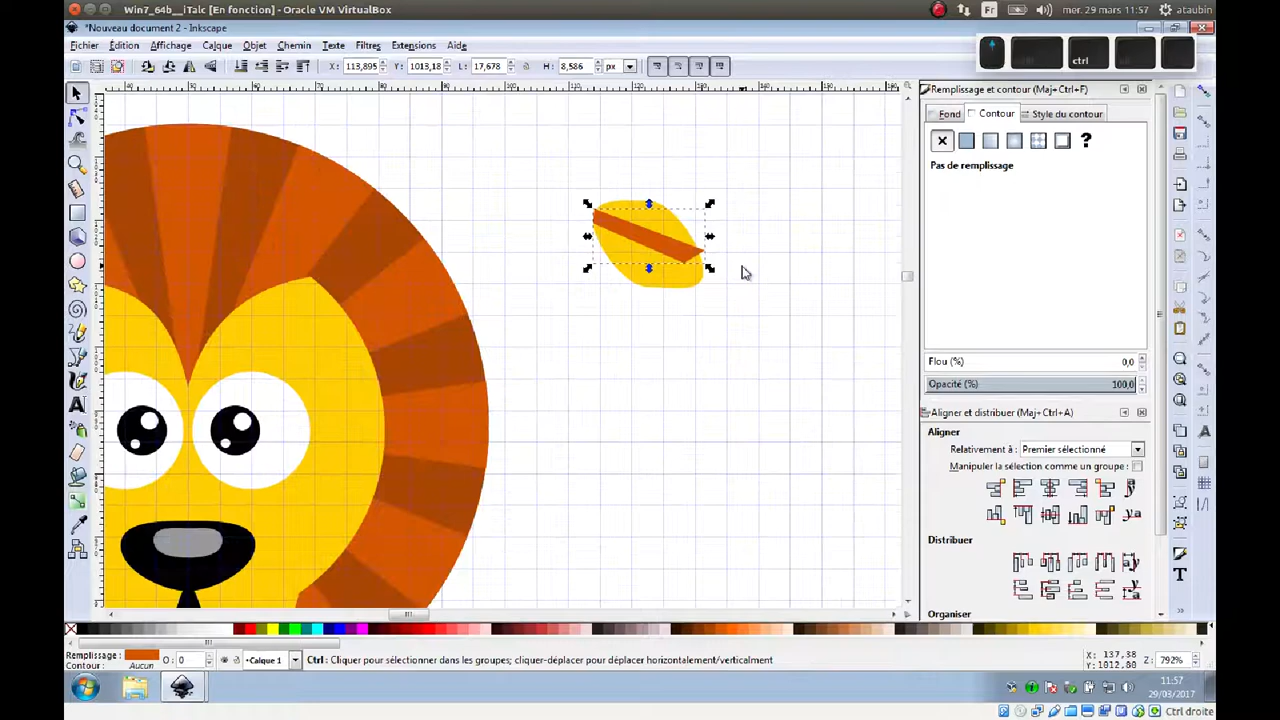 Win7_64b__iTalc [En fonction] - Oracle VM VirtualBox
Fr
mer. 29 mars 11:57
ataubin
*Nouveau document 2 - Inkscape
Fichier Édition Affichage Calque Objet Chemin Texte Filtres Extensions Aide
ctrl
X: 113,895 Y: 1013,18 L: 17,678 H: 8,586 px
Remplissage et contour (Maj+Ctrl+F)
Fond Contour Style du contour
?
Pas de remplissage
Flou (%) 0,0
Opacité (%) 100,0
Aligner et distribuer (Maj+Ctrl+A)
Aligner
Relativement à : Premier sélectionné
Manipuler la sélection comme un groupe :
Distribuer
Organiser
Remplissage :
Contour : Aucun
O: 0
Calque 1
Ctrl : Cliquer pour sélectionner dans les groupes; cliquer-déplacer pour déplacer horizontalement/verticalment
X: 137,38
Y: 1012,80
Z: 792%
11:57
29/03/2017
Ctrl droite